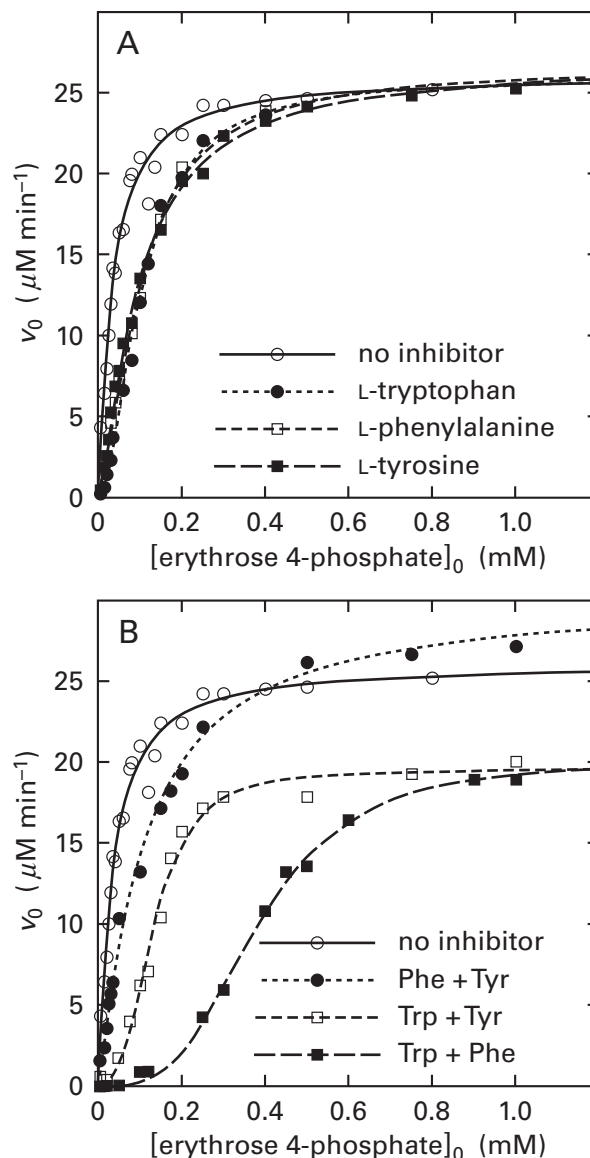 A
25
20
15
10
5
0
v₀ (μM min⁻¹)
no inhibitor
L-tryptophan
L-phenylalanine
L-tyrosine
0 0.2 0.4 0.6 0.8 1.0
[erythrose 4-phosphate]₀ (mM)
B
25
20
15
10
5
0
v₀ (μM min⁻¹)
no inhibitor
Phe + Tyr
Trp + Tyr
Trp + Phe
0 0.2 0.4 0.6 0.8 1.0
[erythrose 4-phosphate]₀ (mM)